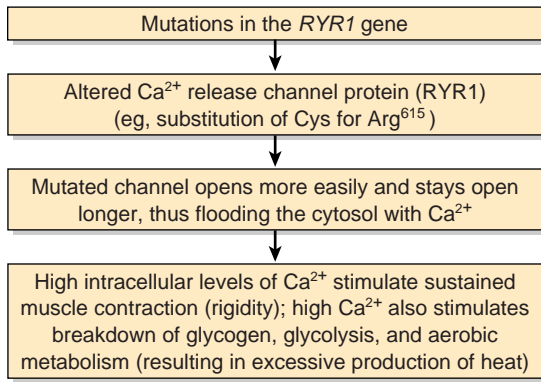 Mutations in the RYR1 gene
Altered Ca²⁺ release channel protein (RYR1)
(eg, substitution of Cys for Arg⁶¹⁵)
Mutated channel opens more easily and stays open
longer, thus flooding the cytosol with Ca²⁺
High intracellular levels of Ca²⁺ stimulate sustained
muscle contraction (rigidity); high Ca²⁺ also stimulates
breakdown of glycogen, glycolysis, and aerobic
metabolism (resulting in excessive production of heat)